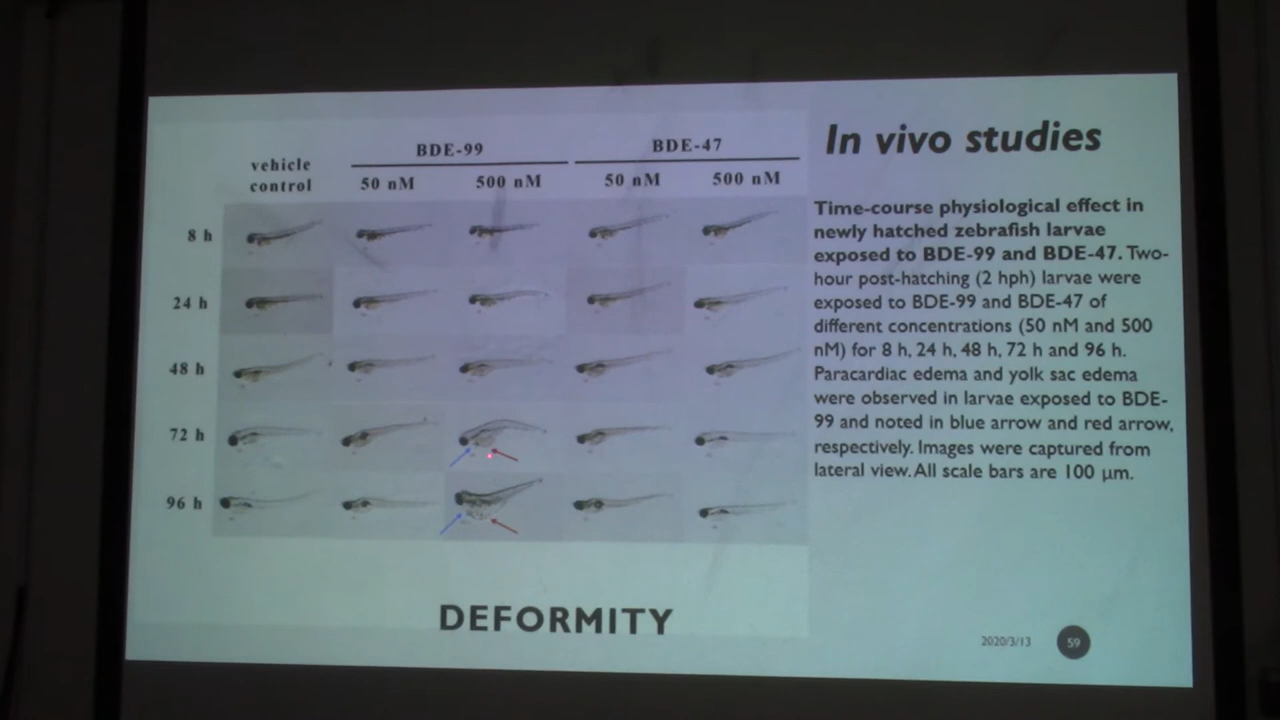 In vivo studies
BDE-99
BDE-47
vehicle
control
50 nM
500 nM
50 nM
500 nM
8 h
24 h
48 h
72 h
96 h
Time-course physiological effect in
newly hatched zebrafish larvae
exposed to BDE-99 and BDE-47. Two-
hour post-hatching (2 hph) larvae were
exposed to BDE-99 and BDE-47 of
different concentrations (50 nM and 500
nM) for 8 h, 24 h, 48 h, 72 h and 96 h.
Paracardiac edema and yolk sac edema
were observed in larvae exposed to BDE-
99 and noted in blue arrow and red arrow,
respectively. Images were captured from
lateral view. All scale bars are 100 μm.
DEFORMITY
2020/3/13
59